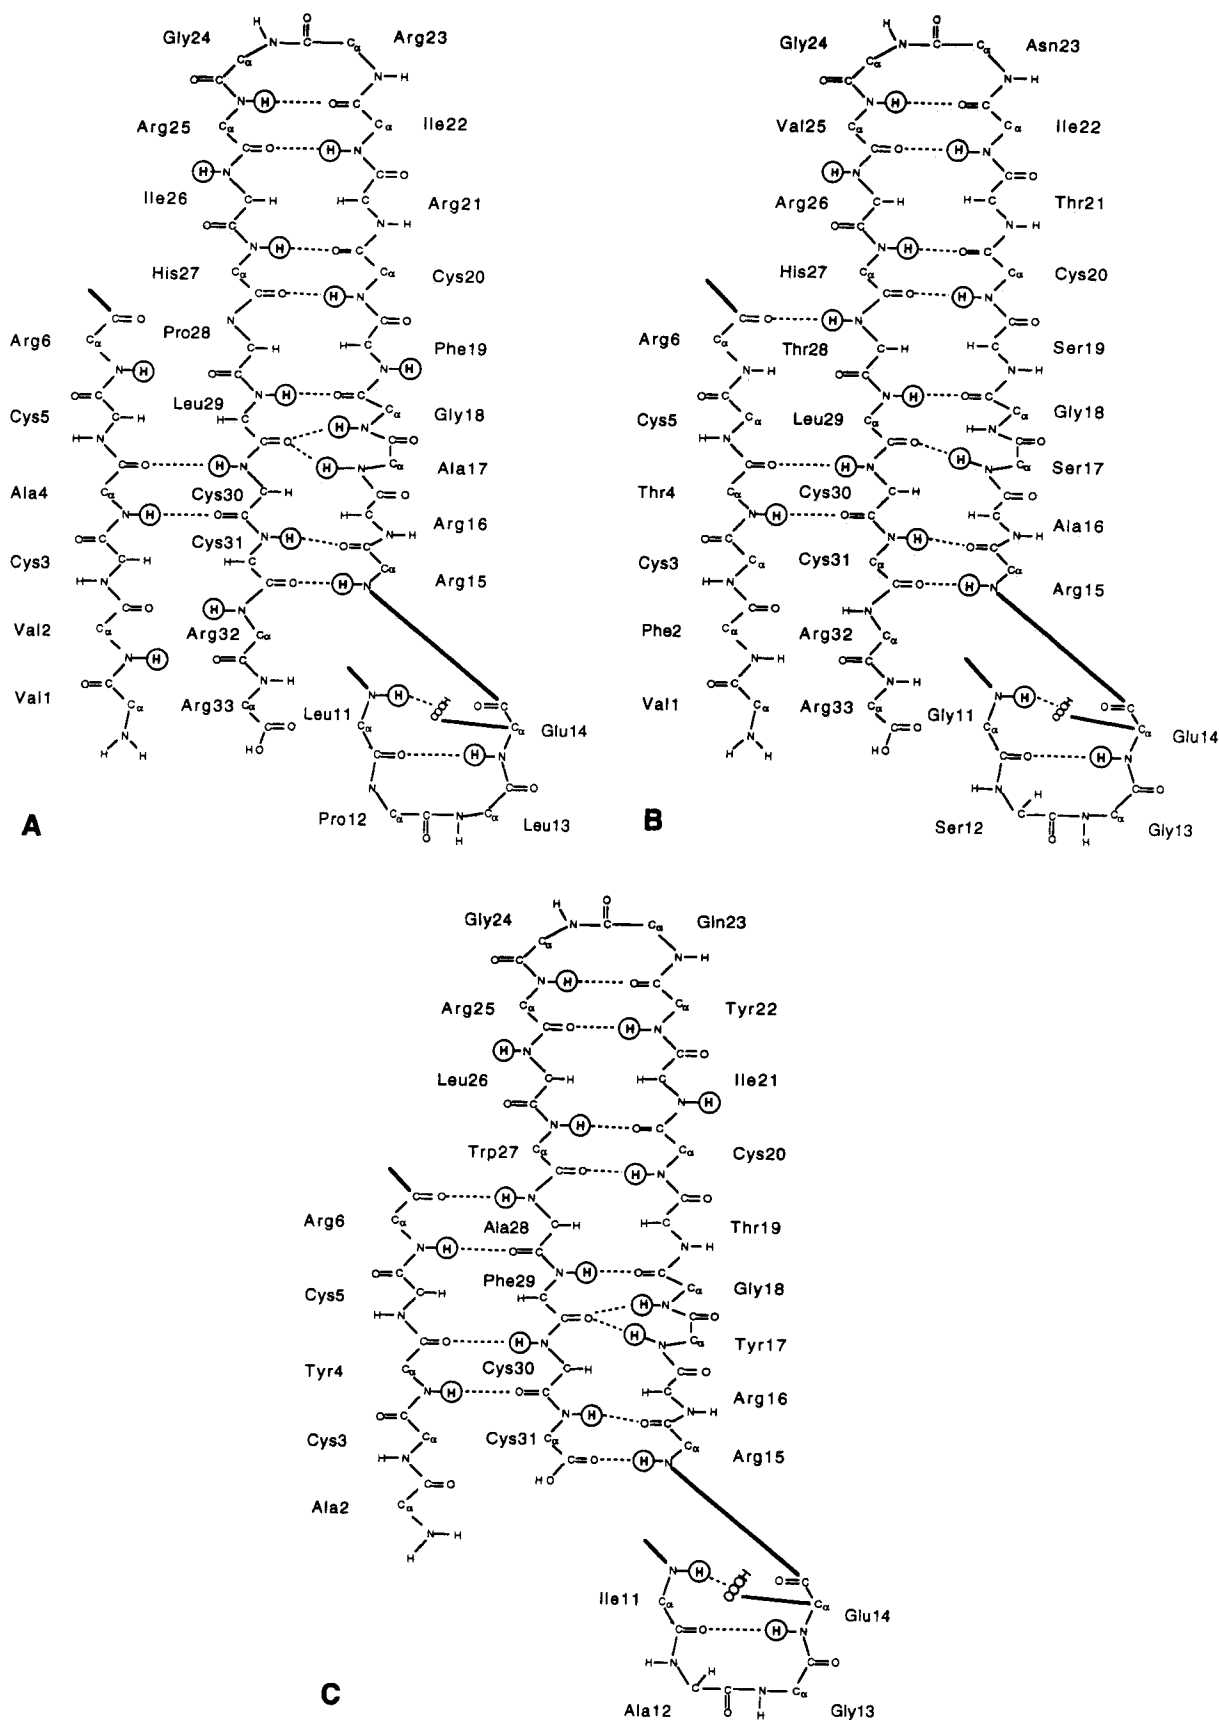 Gly24
Arg23
Arg25
Ile22
Ile26
Arg21
His27
Cys20
Pro28
Phe19
Arg6
Leu29
Gly18
Cys5
Ala17
Ala4
Cys30
Arg16
Cys3
Cys31
Arg15
Val2
Arg32
Val1
Arg33
Leu11
Glu14
Pro12
Leu13
A
Gly24
Asn23
Val25
Ile22
Arg26
Thr21
His27
Cys20
Arg6
Thr28
Ser19
Cys5
Leu29
Gly18
Ser17
Thr4
Cys30
Ala16
Cys3
Cys31
Arg15
Phe2
Arg32
Val1
Arg33
Gly11
Glu14
Ser12
Gly13
B
Gly24
Gln23
Arg25
Tyr22
Leu26
Ile21
Trp27
Cys20
Arg6
Ala28
Thr19
Cys5
Phe29
Gly18
Tyr17
Tyr4
Cys30
Arg16
Cys3
Cys31
Arg15
Ala2
Ile11
Glu14
Ala12
Gly13
C